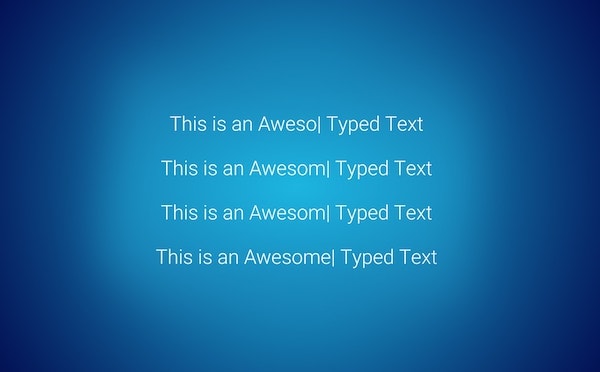 This is an Aweso| Typed Text
This is an Awesom| Typed Text
This is an Awesom| Typed Text
This is an Awesome| Typed Text